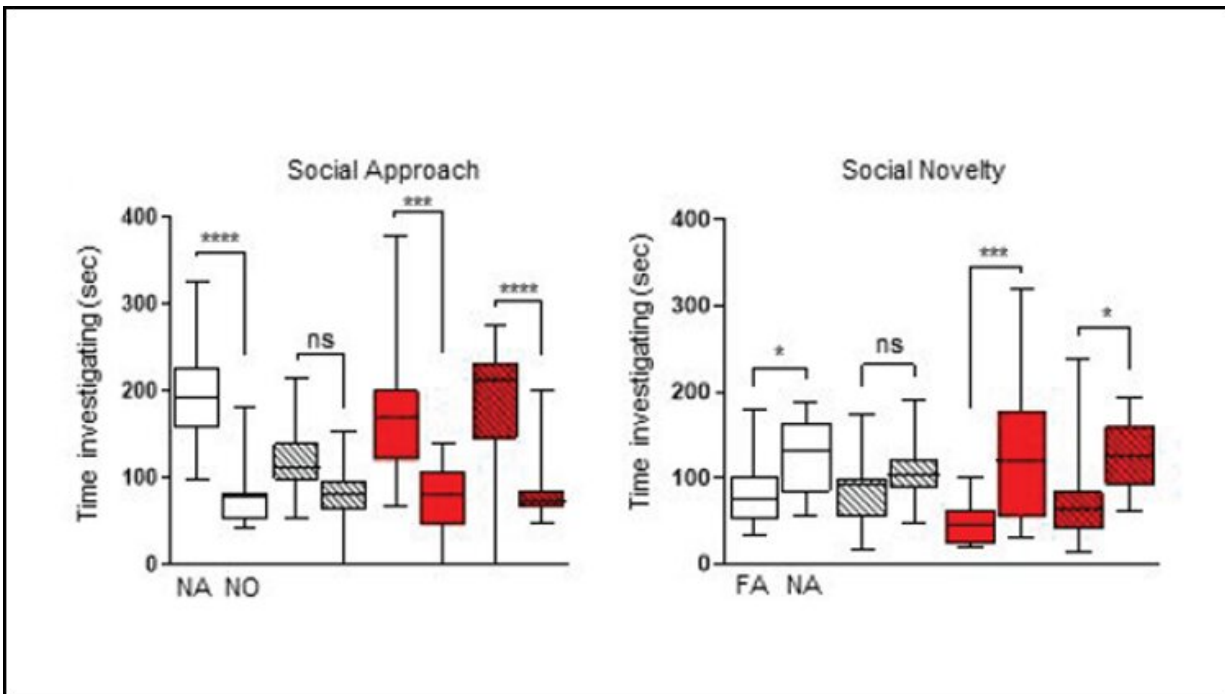 Social Approach
Time investigating (sec)
400
300
200
100
0
****
ns
***
****
NA NO
Social Novelty
Time investigating (sec)
400
300
200
100
0
*
ns
***
*
FA NA